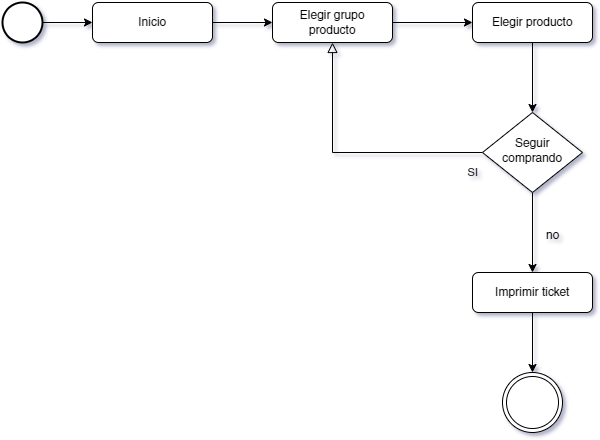 Inicio
Elegir grupo
producto
Elegir producto
Seguir
comprando
SI
no
Imprimir ticket